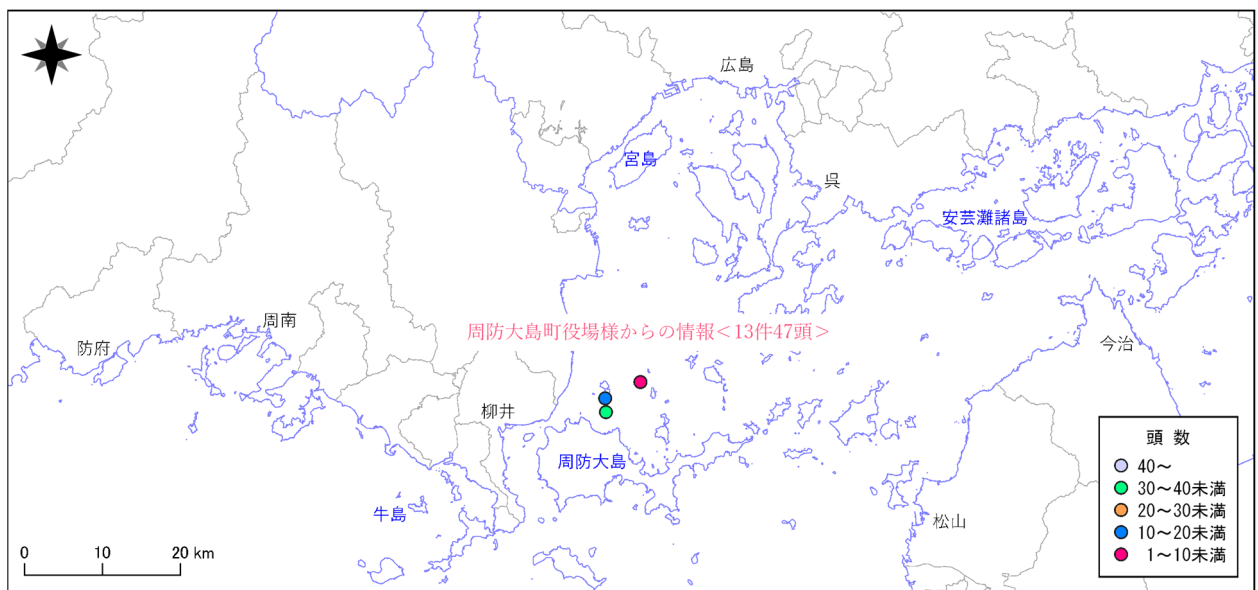 広島
宮島
呉
安芸灘諸島
周南
周防大島町役場様からの情報＜13件47頭＞
防府
今治
柳井
周防大島
牛島
松山
0 10 20 km
頭 数
40～
30～40未満
20～30未満
10～20未満
1～10未満